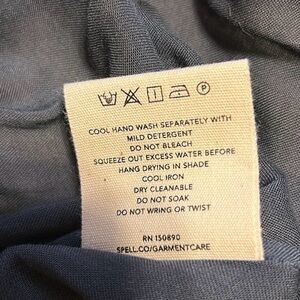 P
COOL HAND WASH SEPARATELY WITH
MILD DETERGENT
DO NOT BLEACH
SQUEEZE OUT EXCESS WATER BEFORE
HANG DRYING IN SHADE
COOL IRON
DRY CLEANABLE
DO NOT SOAK
DO NOT WRING OR TWIST
RN 150890
SPELL.CO/GARMENTCARE